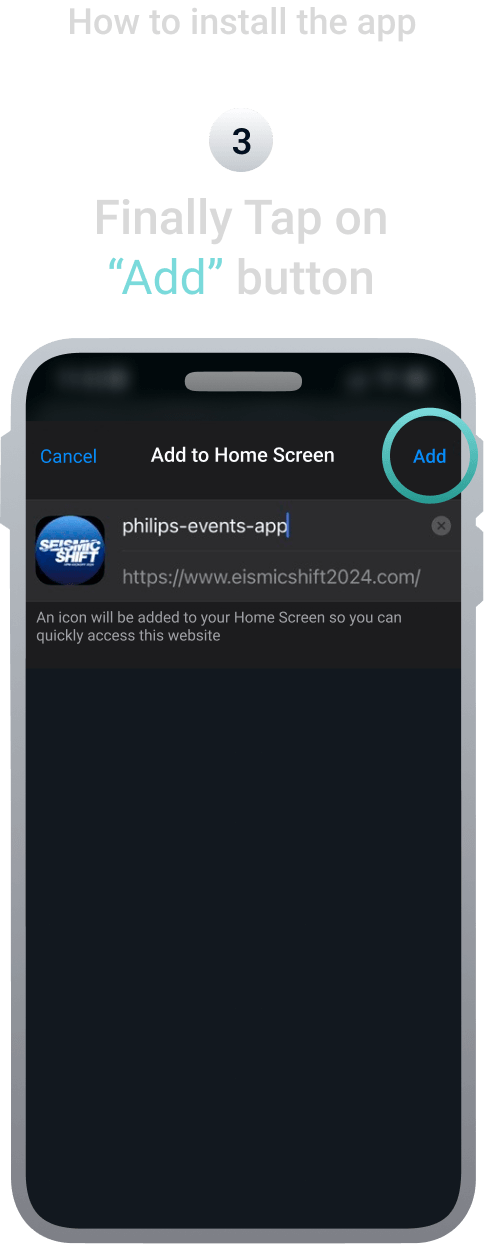 How to install the app
3
Finally Tap on
“Add” button
Cancel Add to Home Screen Add
philips-events-app
SEISMIC
SHIFT
https://www.eismicshift2024.com/
An icon will be added to your Home Screen so you can
quickly access this website